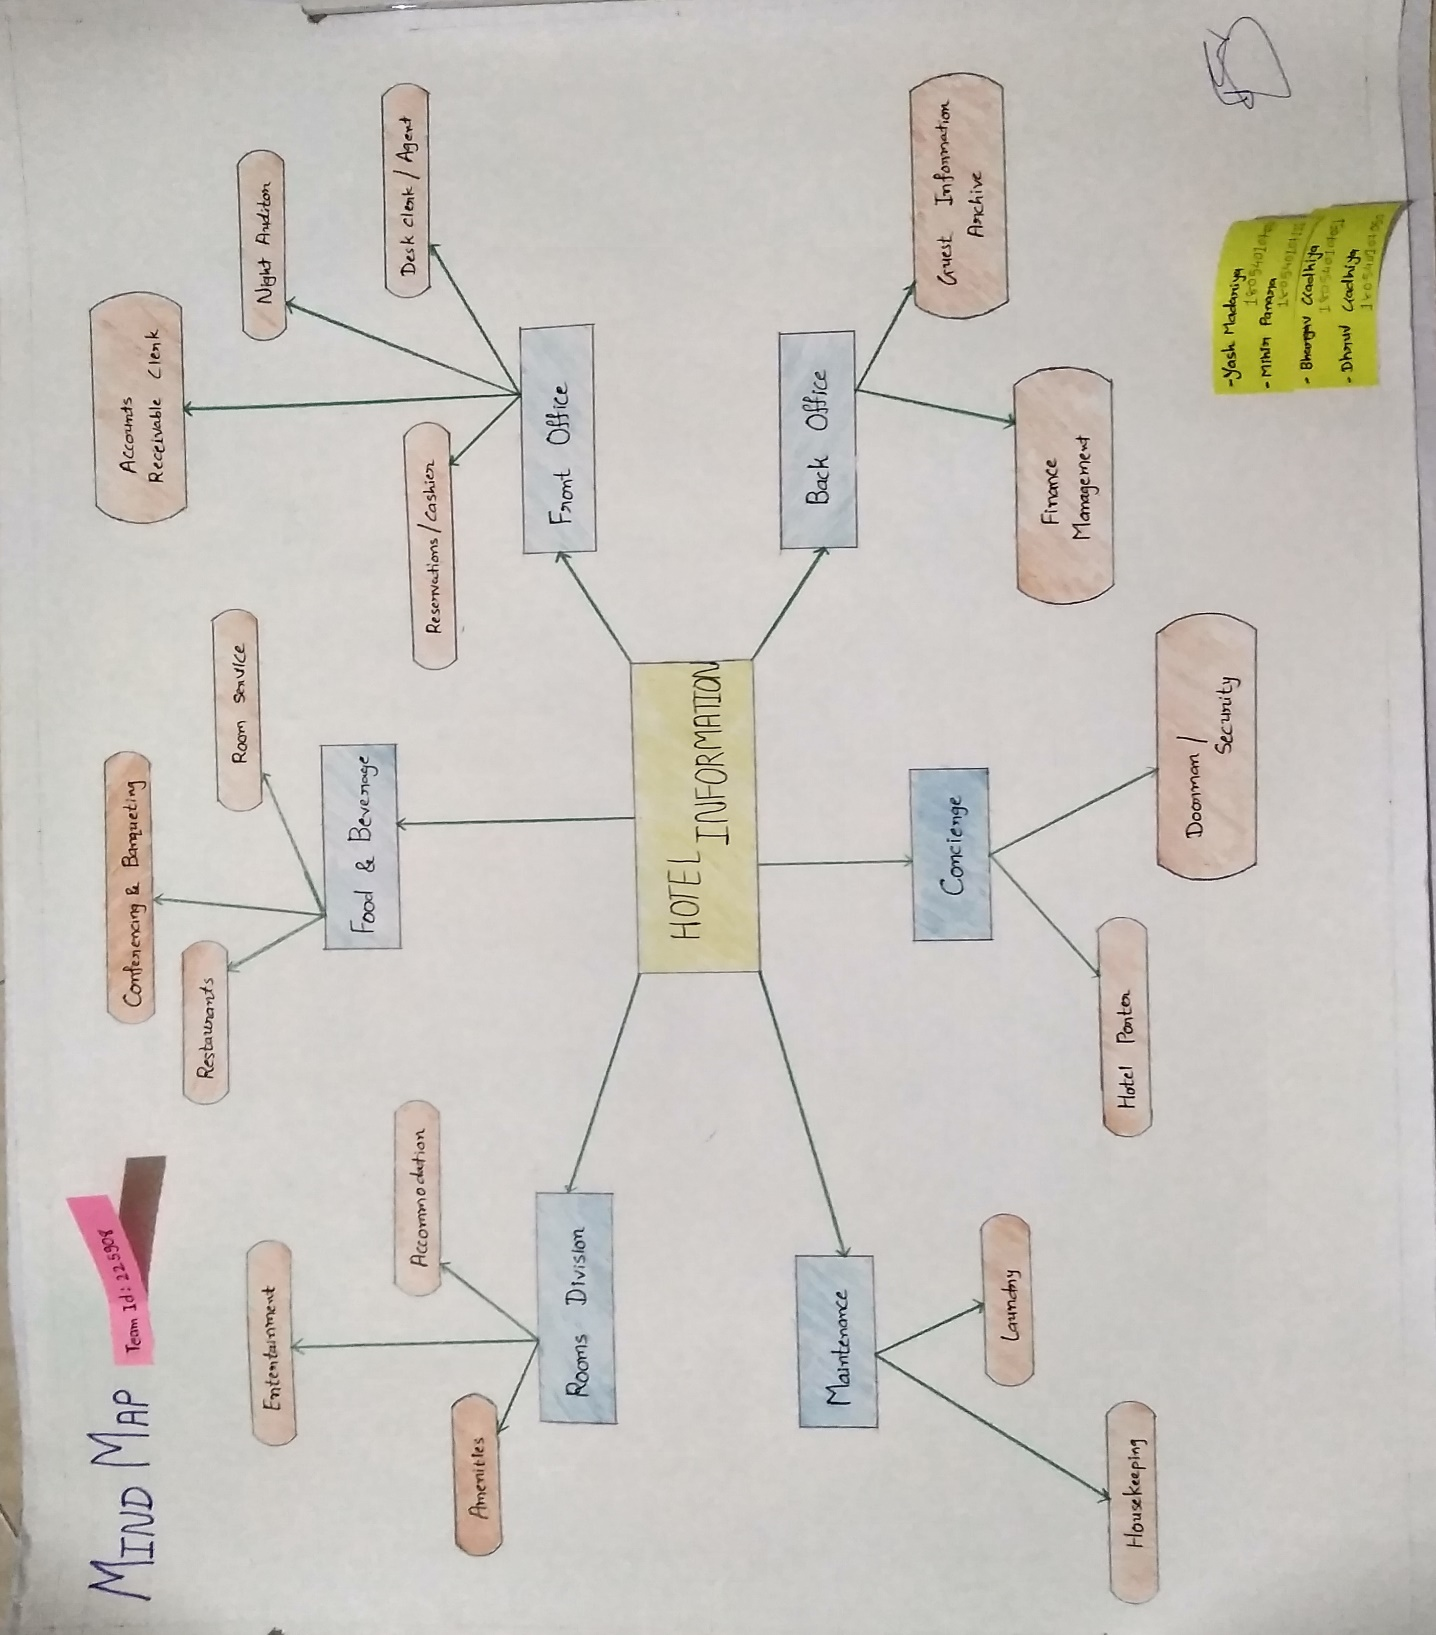 MIND MAP
Team Id: 225908
HOTEL
INFORMATION
Rooms Division
Amenities
Entertainment
Accommodation
Food & Beverage
Restaurants
Conferencing & Banqueting
Room Service
Front Office
Reservations/Cashier
Accounts
Receivable Clerk
Night Auditor
Desk Clerk / Agent
Maintenance
Housekeeping
Laundry
Concierge
Hotel Porter
Doorman /
Security
Back Office
Finance
Management
Guest Information
Archive
-Yash Madaniya
- Mihir Parmar
- Bhargav Gadhiya
- Dhruv Gadhiya